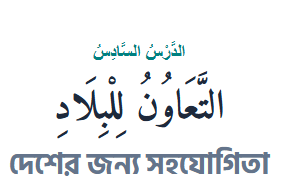 الدَّرْسُ السَّادِسُ
التَّعَاوُنُ لِلْبِلَادِ
দেশের জন্য সহযোগিতা